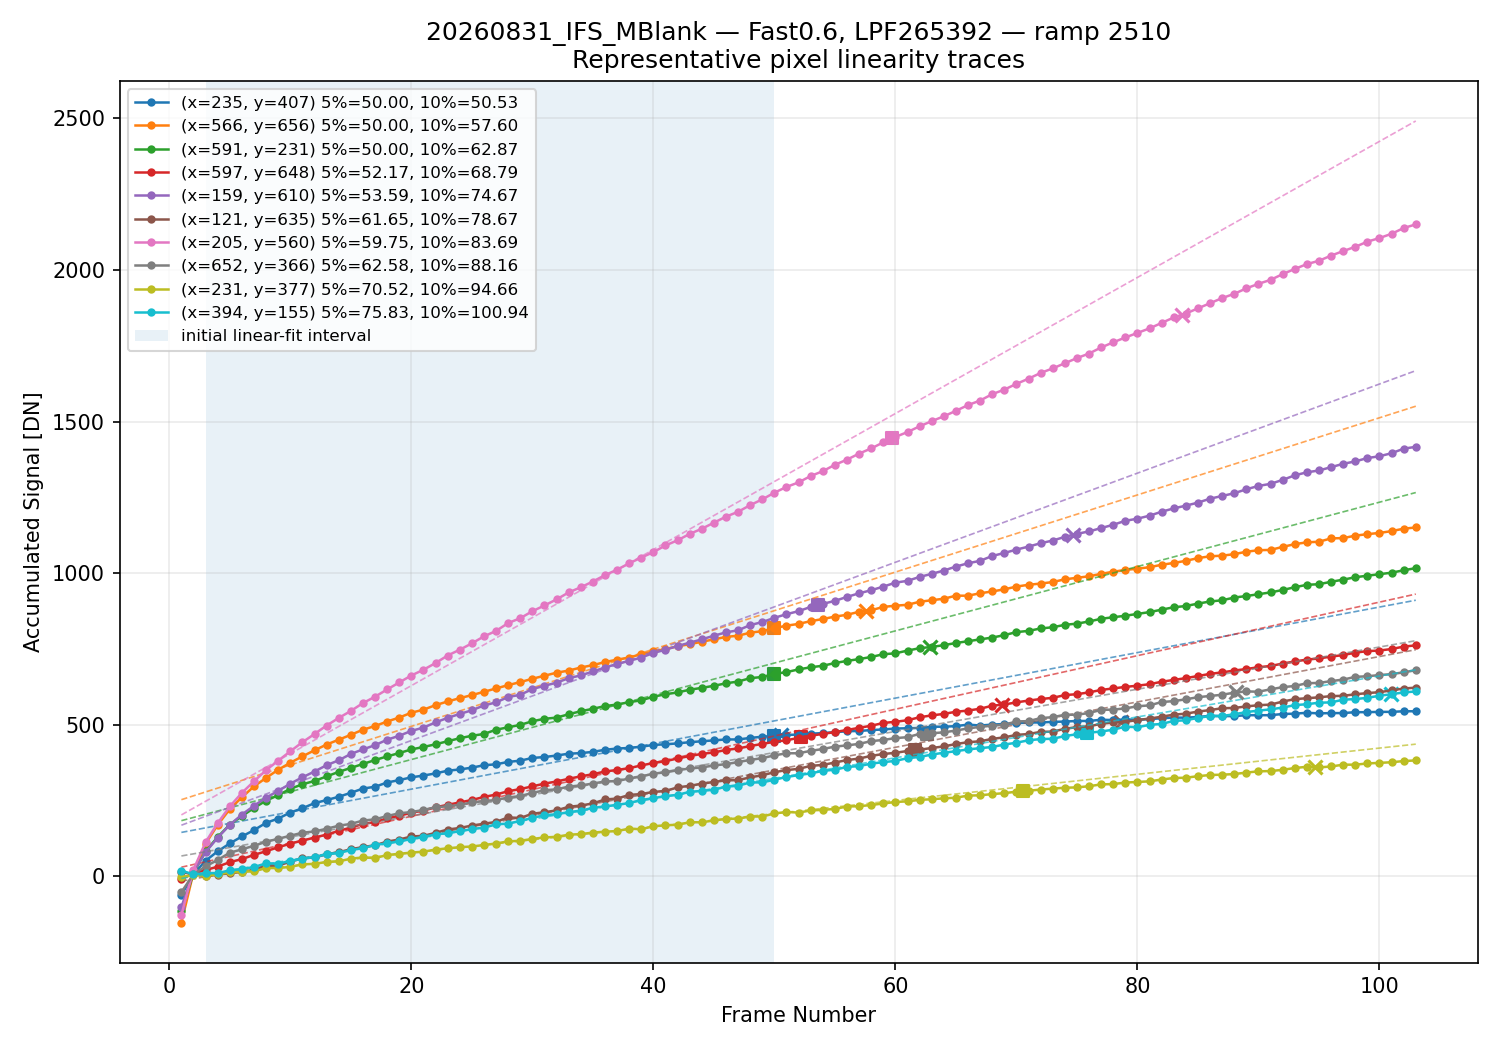 20260831_IFS_MBlank — Fast0.6, LPF265392 — ramp 2510
Representative pixel linearity traces
(x=235, y=407) 5%=50.00, 10%=50.53
(x=566, y=656) 5%=50.00, 10%=57.60
(x=591, y=231) 5%=50.00, 10%=62.87
(x=597, y=648) 5%=52.17, 10%=68.79
(x=159, y=610) 5%=53.59, 10%=74.67
(x=121, y=635) 5%=61.65, 10%=78.67
(x=205, y=560) 5%=59.75, 10%=83.69
(x=652, y=366) 5%=62.58, 10%=88.16
(x=231, y=377) 5%=70.52, 10%=94.66
(x=394, y=155) 5%=75.83, 10%=100.94
initial linear-fit interval
Accumulated Signal [DN]
2500
2000
1500
1000
500
0
0 20 40 60 80 100
Frame Number